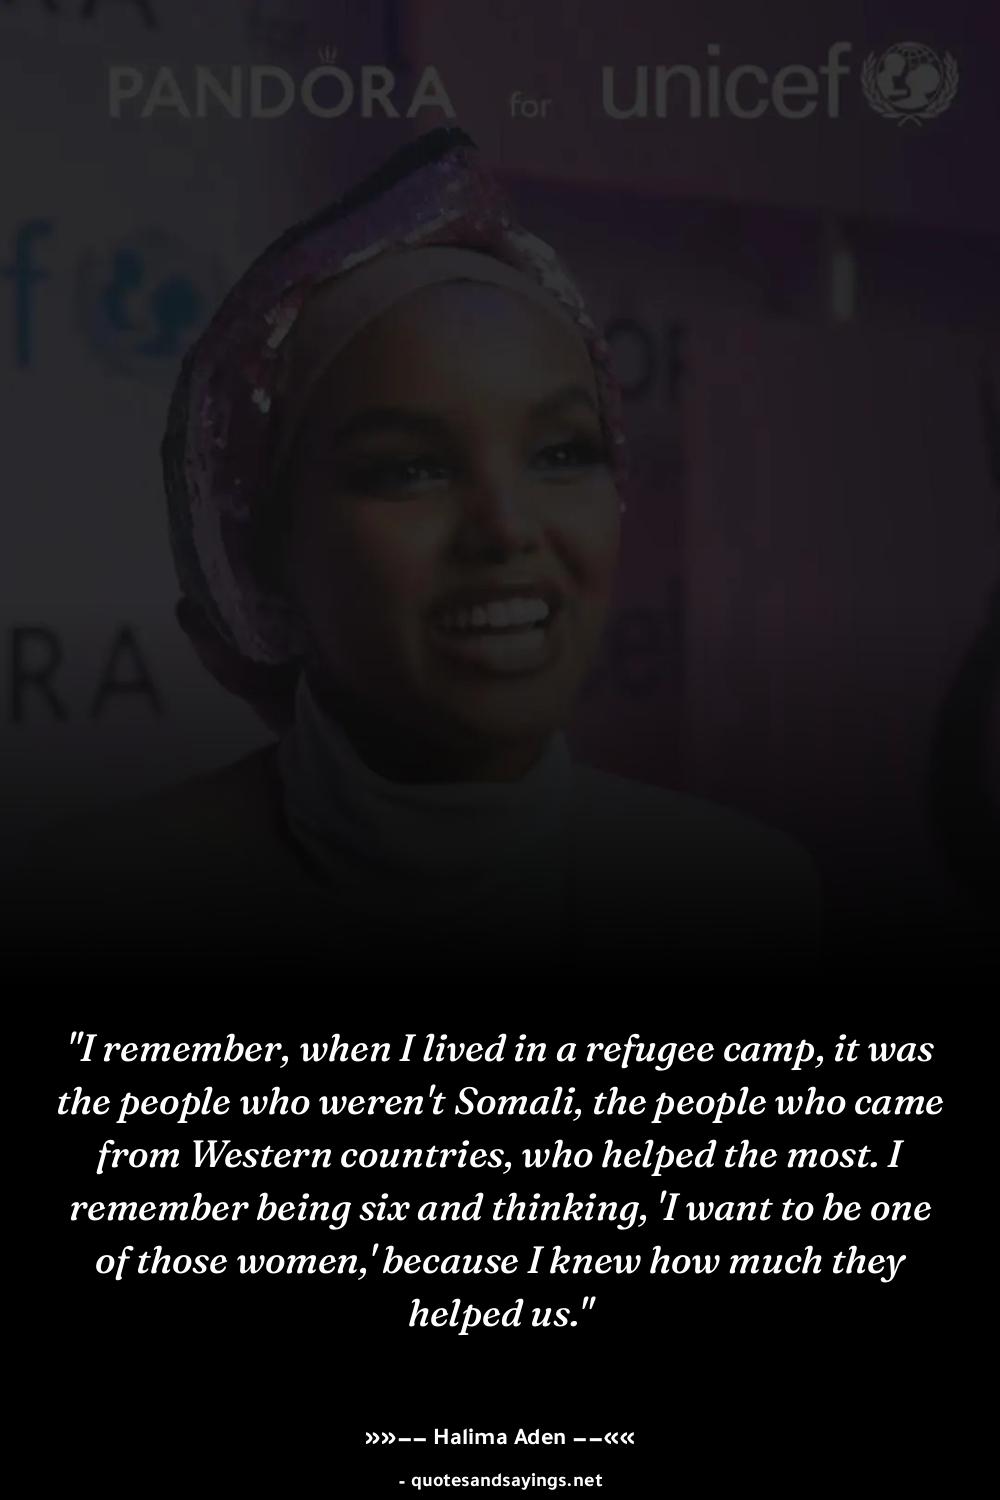 PANDORA for unicef
f
OR
RA
ef
"I remember, when I lived in a refugee camp, it was
the people who weren't Somali, the people who came
from Western countries, who helped the most. I
remember being six and thinking, 'I want to be one
of those women,' because I knew how much they
helped us."
»»–– Halima Aden ––««
- quotesandsayings.net